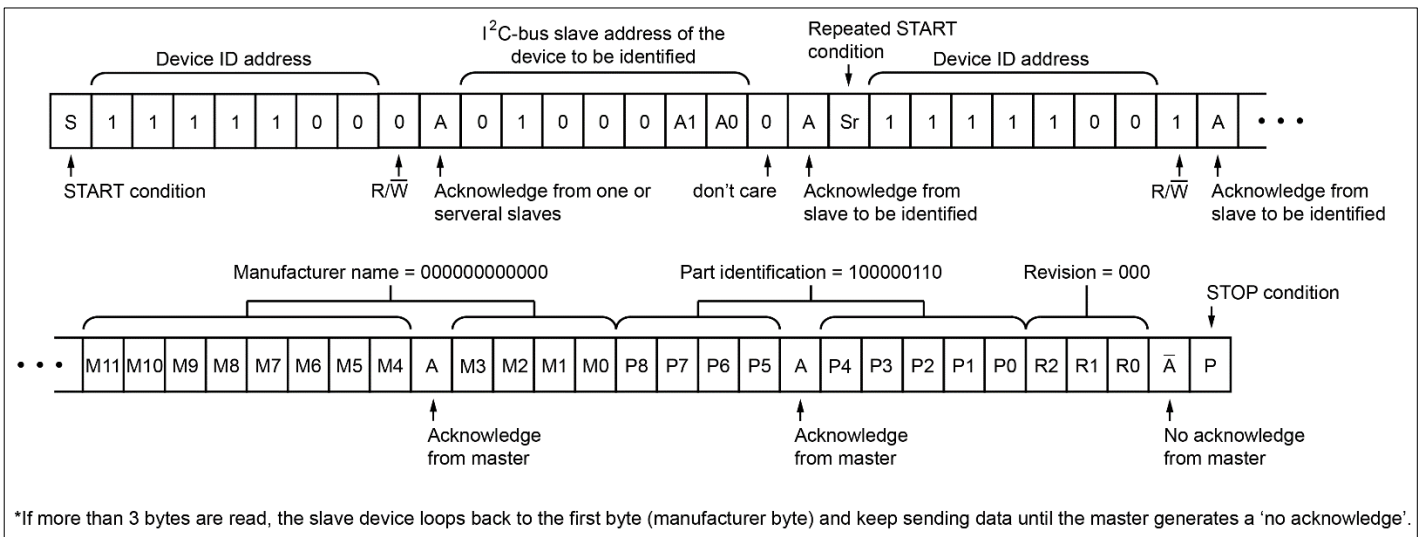 I²C-bus slave address of the
device to be identified
Repeated START
condition
Device ID address
Device ID address
S 1 1 1 1 1 0 0 0 A 0 1 0 0 0 A1 A0 0 A Sr 1 1 1 1 1 0 0 1 A • • •
START condition
R/W̅
Acknowledge from one or
serveral slaves
don't care
Acknowledge from
slave to be identified
R/W̅
Acknowledge from
slave to be identified
Manufacturer name = 000000000000
Part identification = 100000110
Revision = 000
STOP condition
• • • M11 M10 M9 M8 M7 M6 M5 M4 A M3 M2 M1 M0 P8 P7 P6 P5 A P4 P3 P2 P1 P0 R2 R1 R0 A̅ P
Acknowledge
from master
Acknowledge
from master
No acknowledge
from master
*If more than 3 bytes are read, the slave device loops back to the first byte (manufacturer byte) and keep sending data until the master generates a 'no acknowledge'.